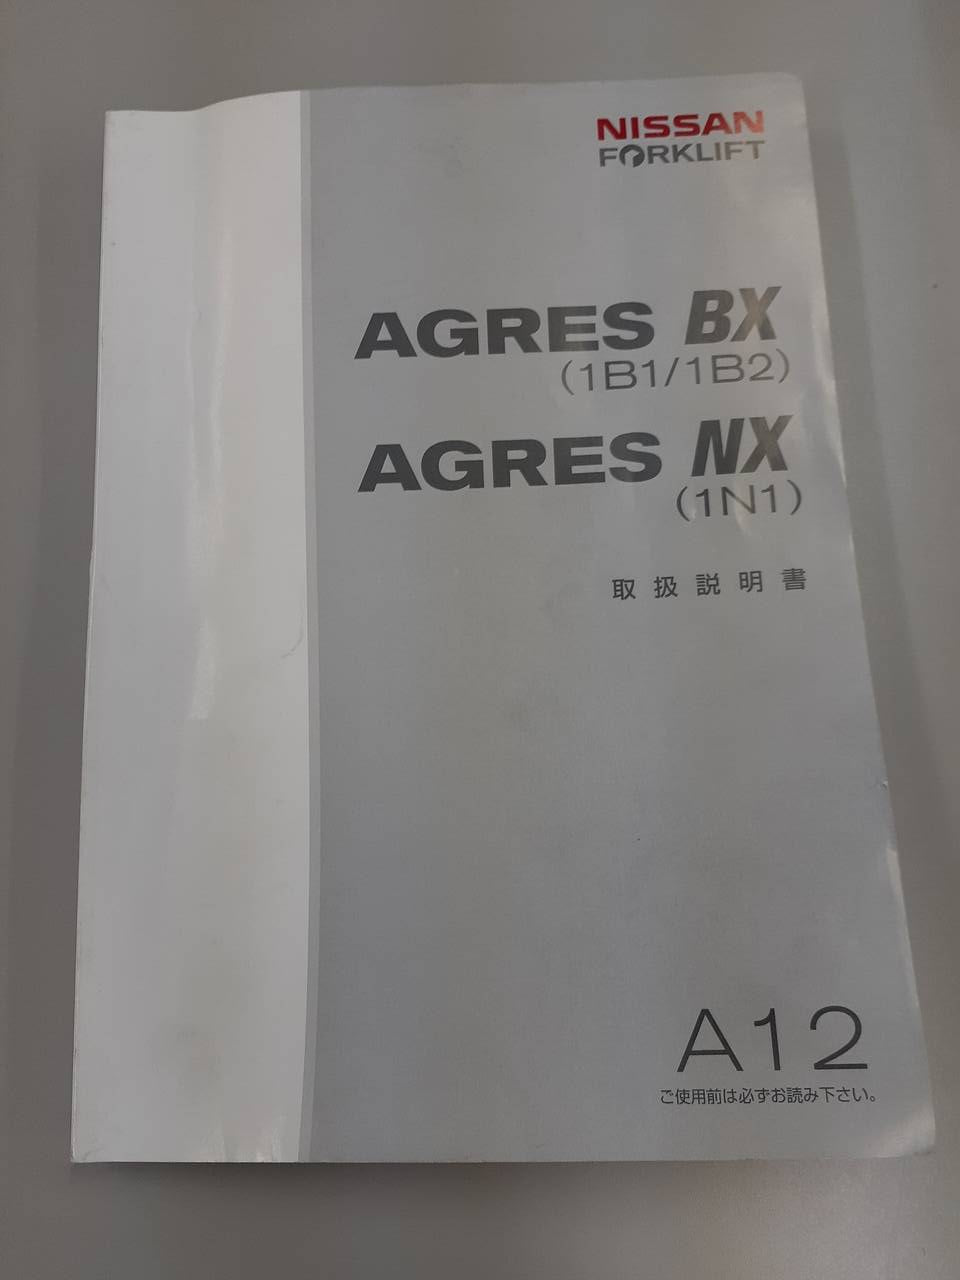 NISSAN
FORKLIFT
AGRES BX
(1B1/1B2)
AGRES NX
(1N1)
取扱説明書
A12
ご使用前は必ずお読み下さい。